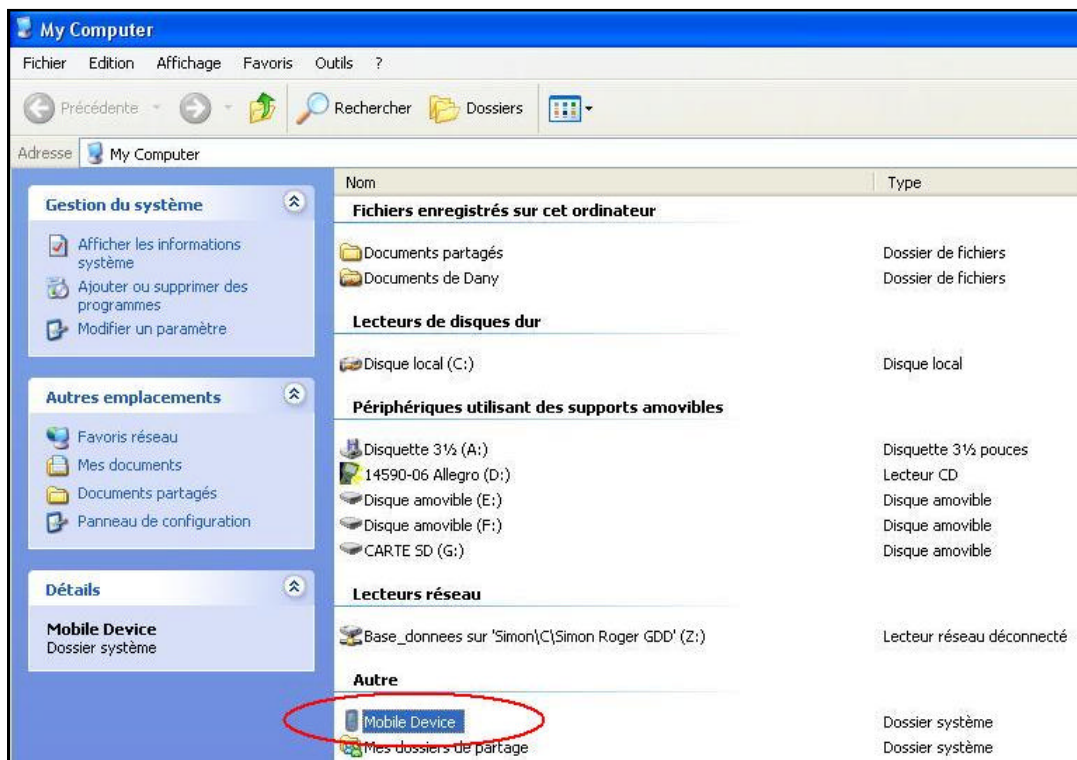 My Computer
Fichier Edition Affichage Favoris Outils ?
Précédente Rechercher Dossiers
Adresse My Computer
Gestion du système
Afficher les informations
système
Ajouter ou supprimer des
programmes
Modifier un paramètre
Autres emplacements
Favoris réseau
Mes documents
Documents partagés
Panneau de configuration
Détails
Mobile Device
Dossier système
Nom Type
Fichiers enregistrés sur cet ordinateur
Documents partagés Dossier de fichiers
Documents de Dany Dossier de fichiers
Lecteurs de disques dur
Disque local (C:) Disque local
Périphériques utilisant des supports amovibles
Disquette 3½ (A:) Disquette 3½ pouces
14590-06 Allegro (D:) Lecteur CD
Disque amovible (E:) Disque amovible
Disque amovible (F:) Disque amovible
CARTE SD (G:) Disque amovible
Lecteurs réseau
Base_donnees sur 'Simon\C\Simon Roger GDD' (Z:) Lecteur réseau déconnecté
Autre
Mobile Device Dossier système
Mes dossiers de partage Dossier système